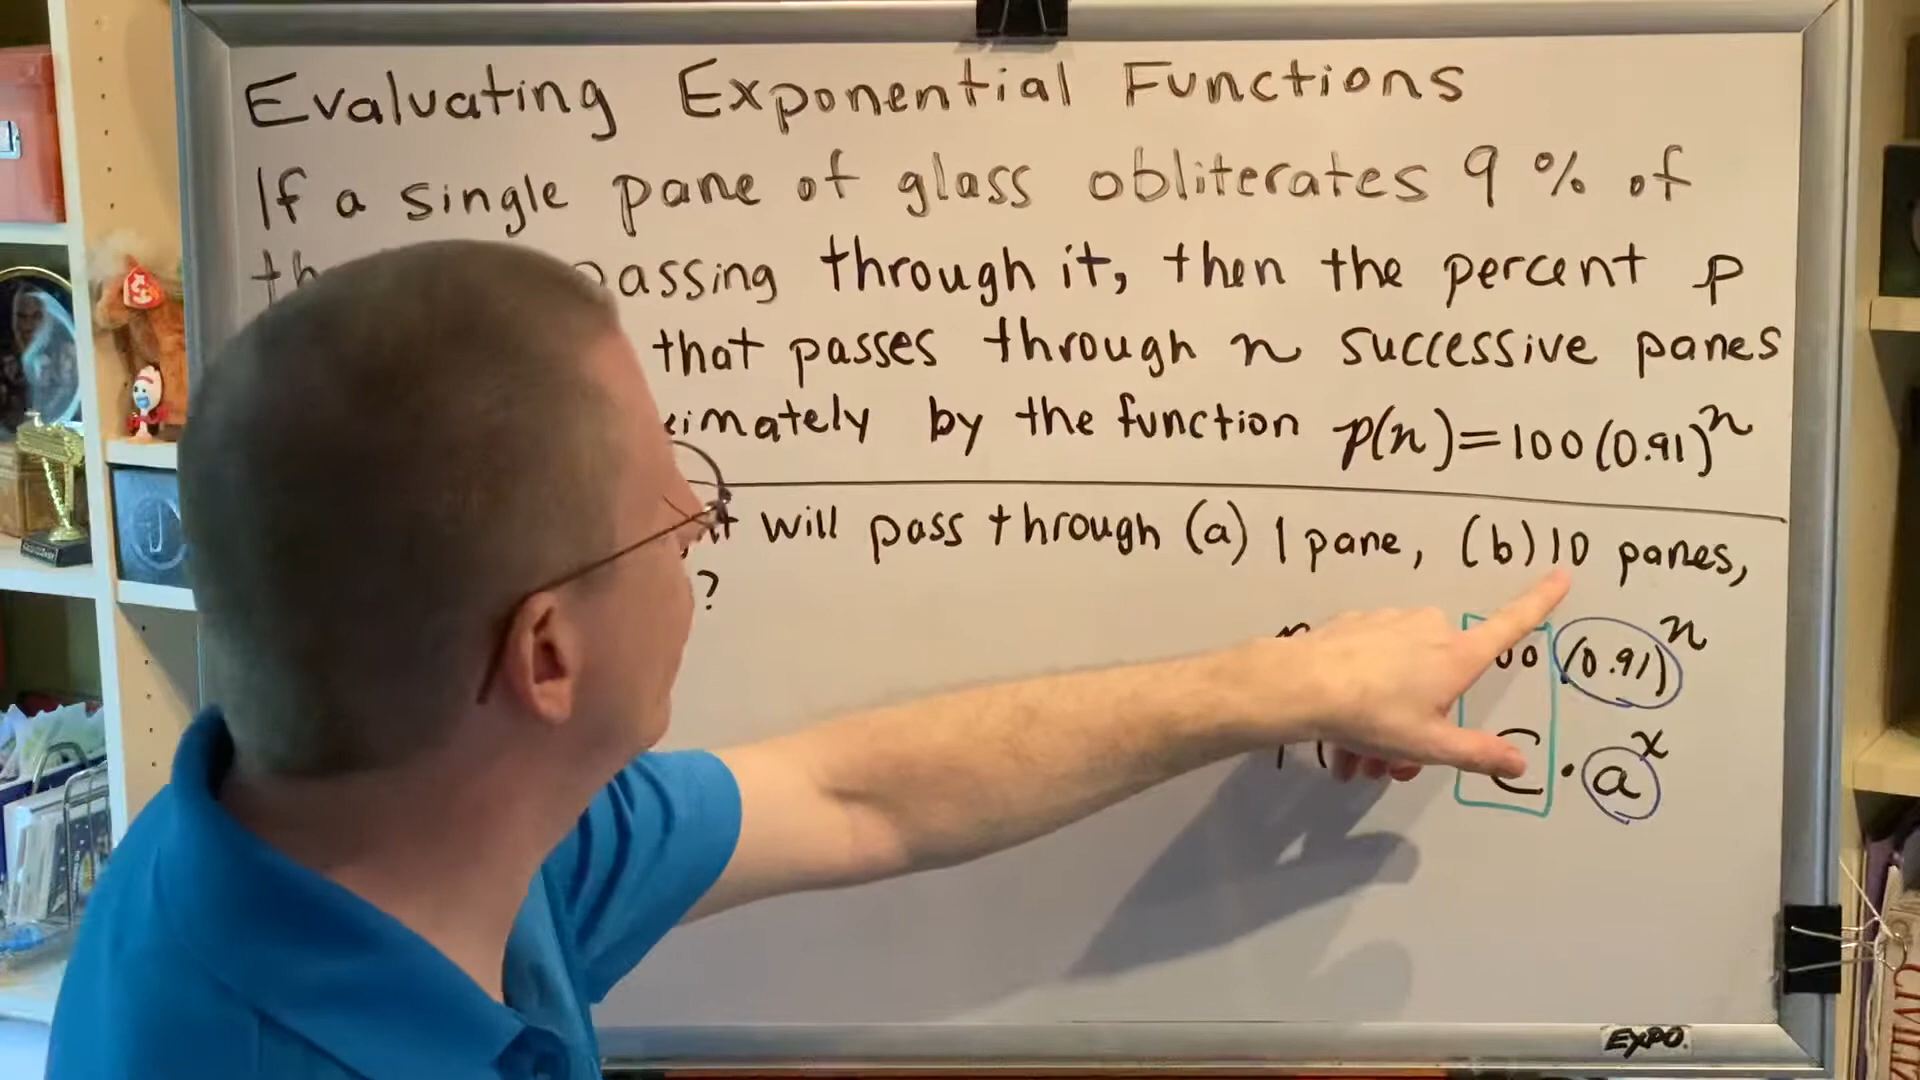 Evaluating Exponential Functions
If a single pane of glass obliterates 9% of
passing through it, then the percent p
that passes through n successive panes
by the function p(n)=100(0.91)^n
will pass through (a) 1 pane, (b) 10 panes,
?
(0.91)^n
C · a^x
EXPO